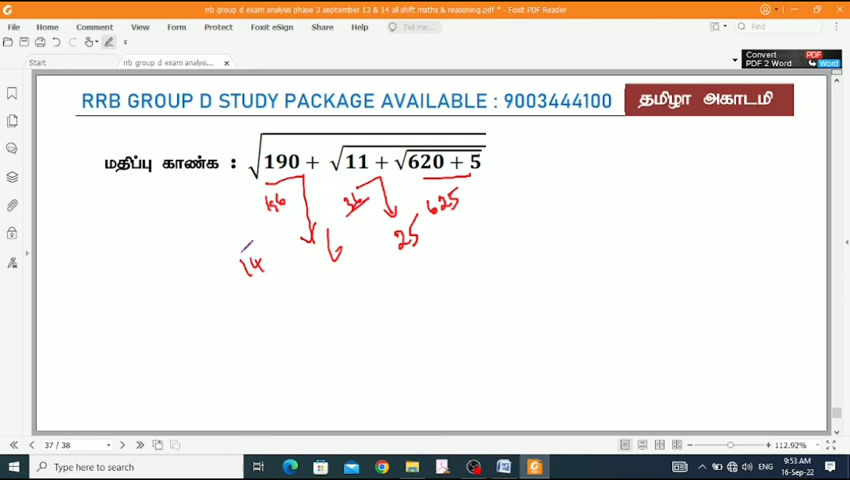 rrb group d exam analysis phase 3 september 13 & 14 all shift maths & reasoning.pdf * - Foxit PDF Reader
File Home Comment View Form Protect Foxit eSign Share Help Tell me... Find
Start rrb group d exam analysi... × Convert PDF 2 Word PDF Word
RRB GROUP D STUDY PACKAGE AVAILABLE : 9003444100 தமிழா அகாடமி
மதிப்பு காண்க : √(190 + √(11 + √(620 + 5)))
196 36 625
14 6 25
37 / 38 112.92%
Type here to search ENG 9:53 AM
16-Sep-22